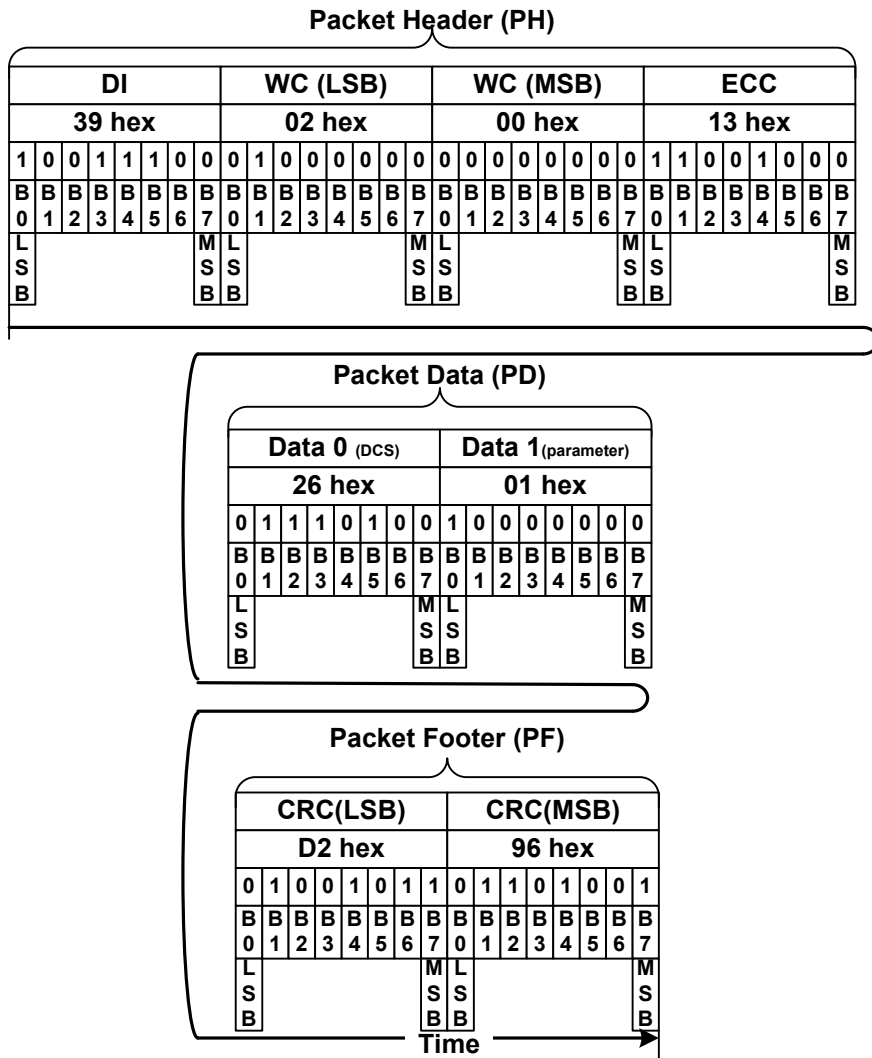 Packet Header (PH)
DI WC (LSB) WC (MSB) ECC
39 hex 02 hex 00 hex 13 hex
1 0 0 1 1 1 0 0 0 1 0 0 0 0 0 0 0 0 0 0 0 0 0 0 1 1 0 0 1 0 0 0
B0 B1 B2 B3 B4 B5 B6 B7 B0 B1 B2 B3 B4 B5 B6 B7 B0 B1 B2 B3 B4 B5 B6 B7 B0 B1 B2 B3 B4 B5 B6 B7
LSB MSB LSB MSB LSB MSB LSB MSB
Packet Data (PD)
Data 0 (DCS) Data 1(parameter)
26 hex 01 hex
0 1 1 1 0 1 0 0 1 0 0 0 0 0 0 0
B0 B1 B2 B3 B4 B5 B6 B7 B0 B1 B2 B3 B4 B5 B6 B7
LSB MSB LSB MSB
Packet Footer (PF)
CRC(LSB) CRC(MSB)
D2 hex 96 hex
0 1 0 0 1 0 1 1 0 1 1 0 1 0 0 1
B0 B1 B2 B3 B4 B5 B6 B7 B0 B1 B2 B3 B4 B5 B6 B7
LSB MSB LSB MSB
Time